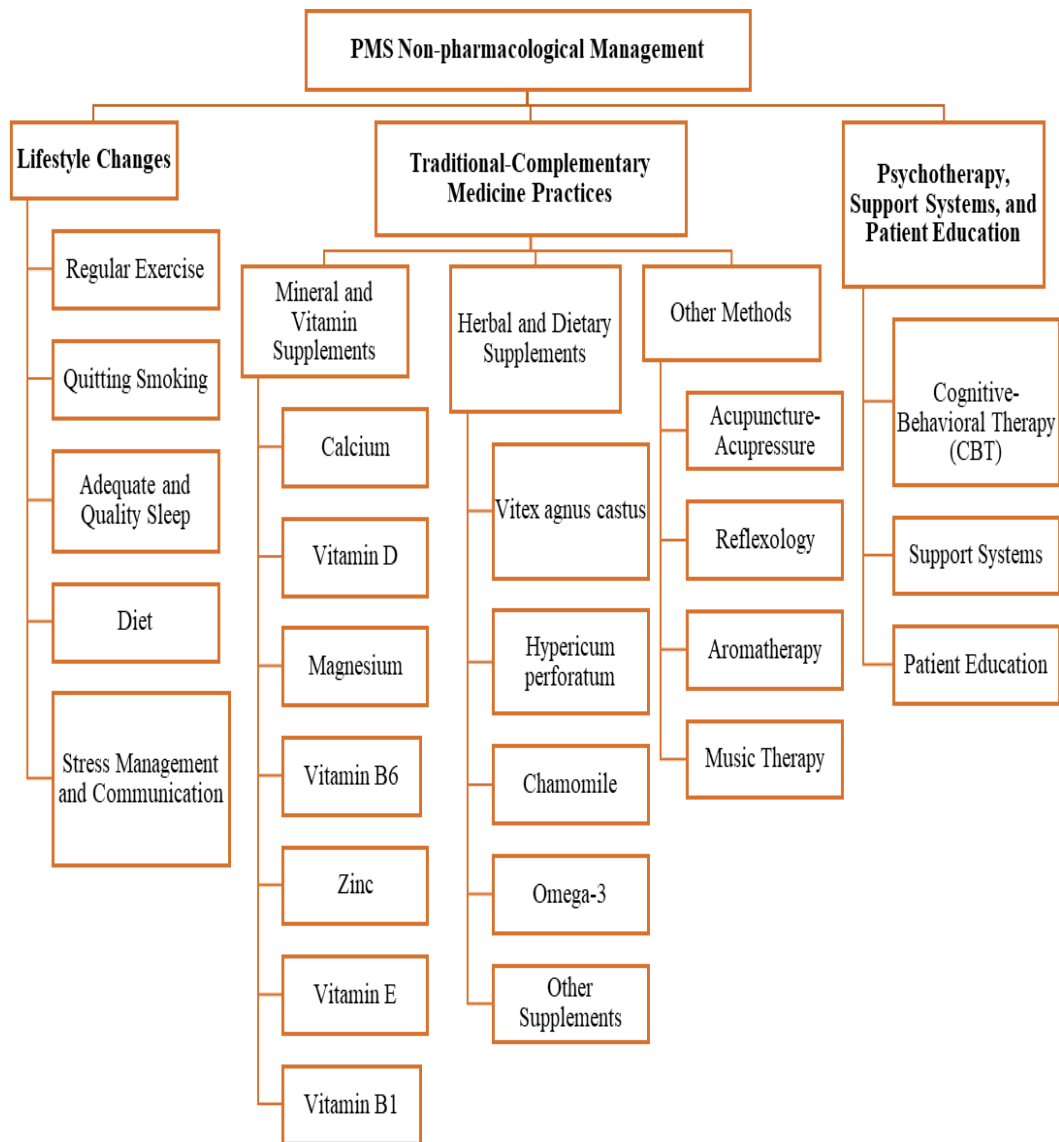 PMS Non-pharmacological Management
Lifestyle Changes
Regular Exercise
Quitting Smoking
Adequate and
Quality Sleep
Diet
Stress Management
and Communication
Traditional-Complementary
Medicine Practices
Mineral and
Vitamin
Supplements
Calcium
Vitamin D
Magnesium
Vitamin B6
Zinc
Vitamin E
Vitamin B1
Herbal and Dietary
Supplements
Vitex agnus castus
Hypericum
perforatum
Chamomile
Omega-3
Other
Supplements
Other Methods
Acupuncture-
Acupressure
Reflexology
Aromatherapy
Music Therapy
Psychotherapy,
Support Systems, and
Patient Education
Cognitive-
Behavioral Therapy
(CBT)
Support Systems
Patient Education